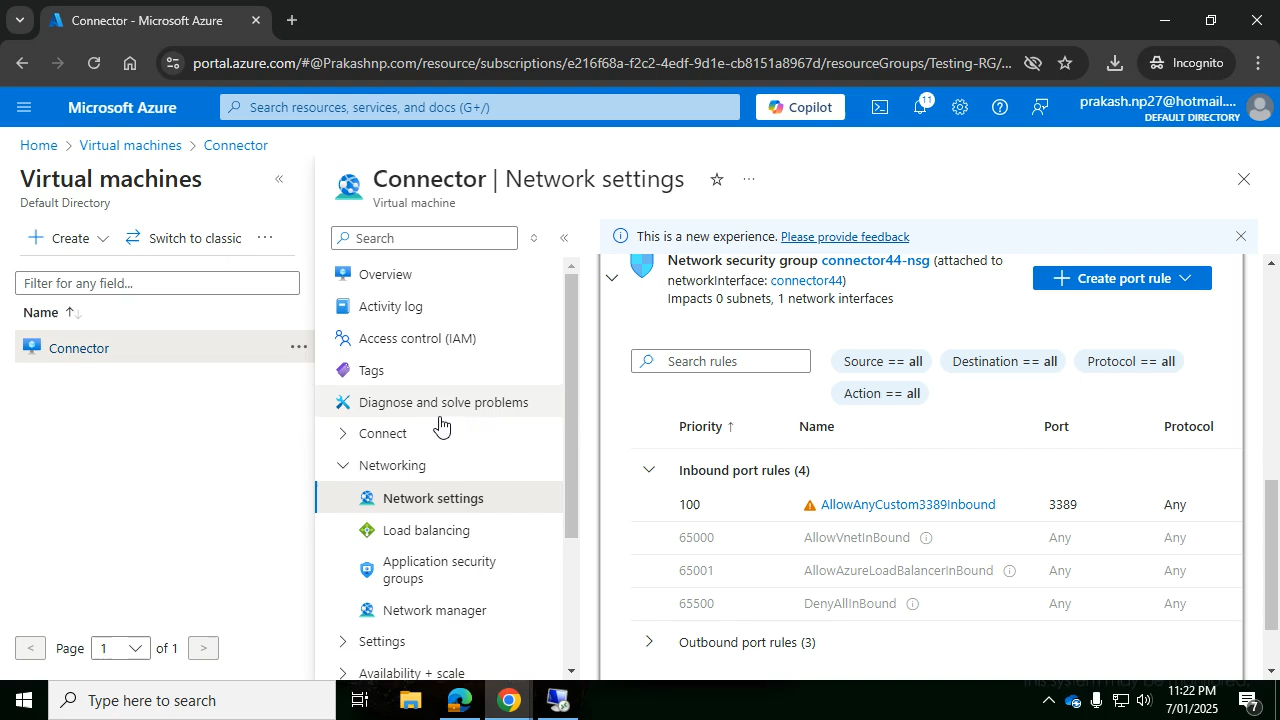 Connector - Microsoft Azure
portal.azure.com/#@Prakashnp.com/resource/subscriptions/e216f68a-f2c2-4edf-9d1e-cb8151a8967d/resourceGroups/Testing-RG/...
Incognito
Microsoft Azure
Search resources, services, and docs (G+/)
Copilot
11
prakash.np27@hotmail....
DEFAULT DIRECTORY
Home > Virtual machines > Connector
Virtual machines
Default Directory
Create
Switch to classic
Filter for any field...
Name
Connector
Page 1 of 1
Connector | Network settings
Virtual machine
Search
Overview
Activity log
Access control (IAM)
Tags
Diagnose and solve problems
Connect
Networking
Network settings
Load balancing
Application security
groups
Network manager
Settings
Availability + scale
This is a new experience. Please provide feedback
Network security group connector44-nsg (attached to
networkInterface: connector44)
Impacts 0 subnets, 1 network interfaces
Create port rule
Search rules
Source == all
Destination == all
Protocol == all
Action == all
Priority ↑ Name Port Protocol
Inbound port rules (4)
100 AllowAnyCustom3389Inbound 3389 Any
65000 AllowVnetInBound Any Any
65001 AllowAzureLoadBalancerInBound Any Any
65500 DenyAllInBound Any Any
Outbound port rules (3)
Type here to search
11:22 PM
7/01/2025
7